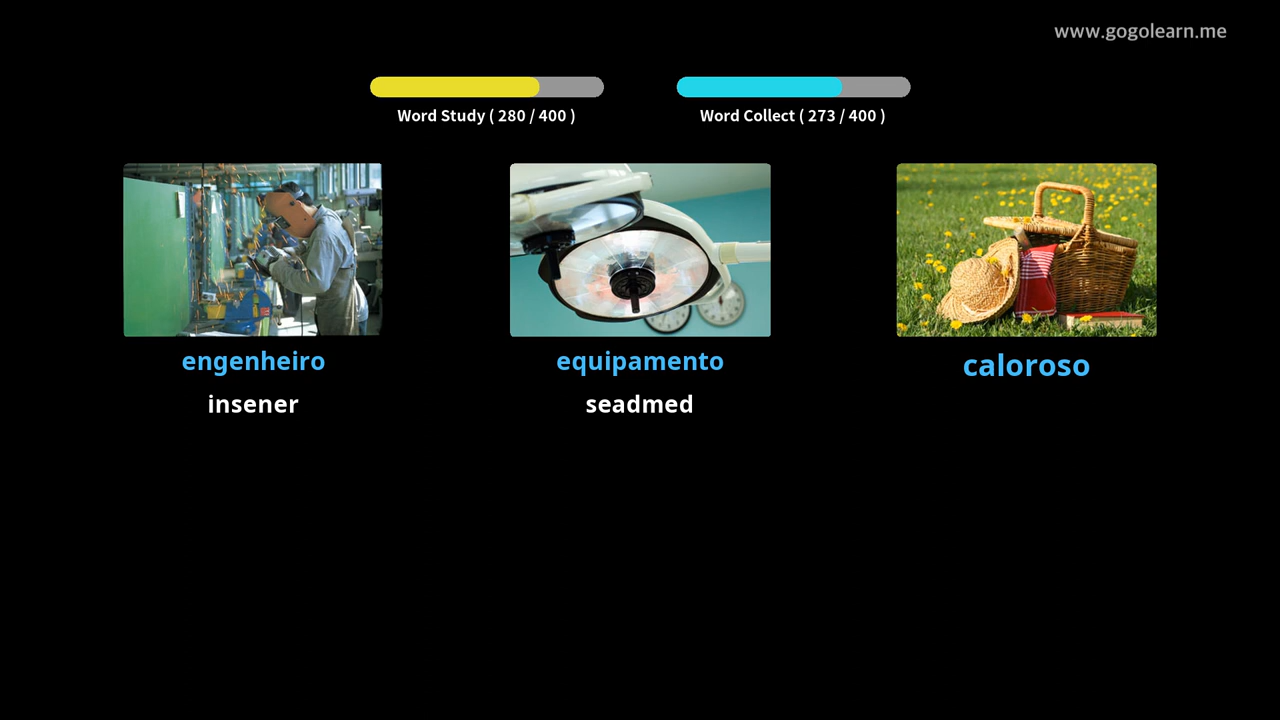 www.gogolearn.me
Word Study ( 280 / 400 )
Word Collect ( 273 / 400 )
engenheiro
insener
equipamento
seadmed
caloroso